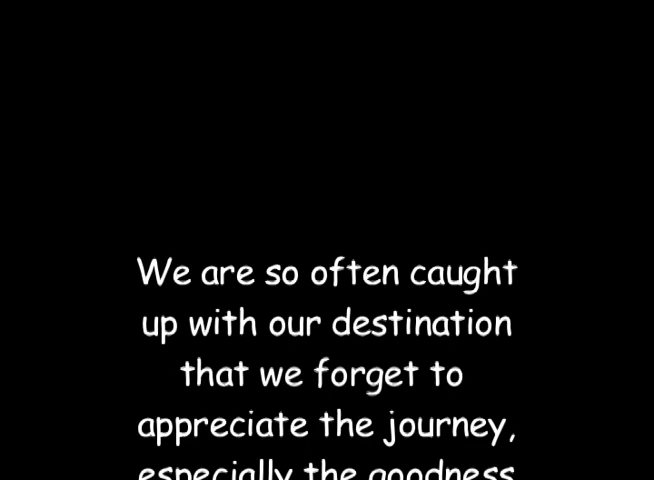 We are so often caught
up with our destination
that we forget to
appreciate the journey,
especially the goodness